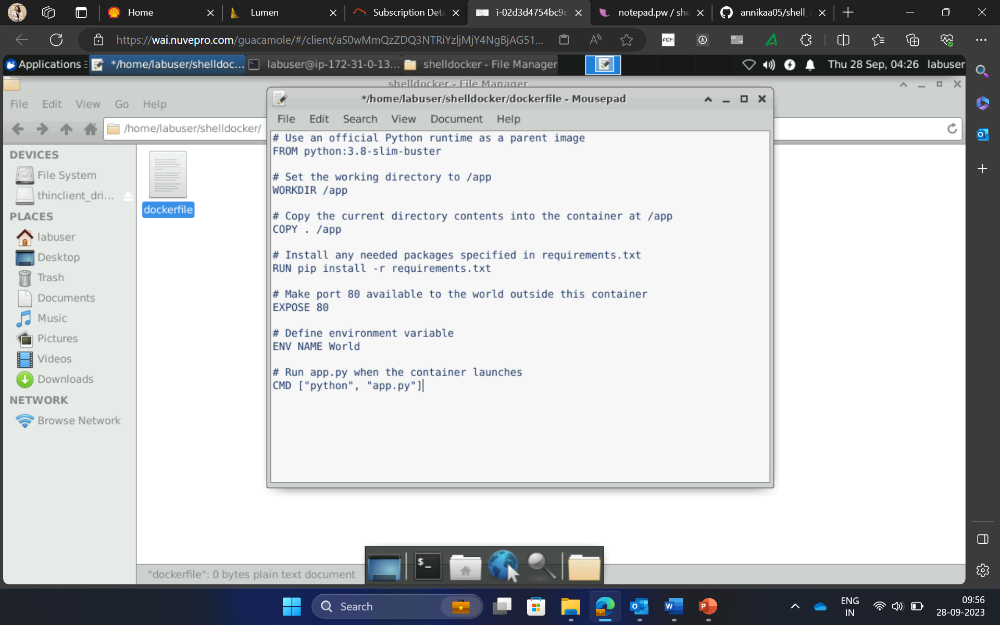 Home
Lumen
Subscription Deta
i-02d3d4754bc9c
notepad.pw / she
annikaa05/shell_
https://wai.nuvepro.com/guacamole/#/client/aS0wMmQzZDQ3NTRiYzljMjY4NgBjAG51...
FCM
Applications
*/home/labuser/shelldoc...
labuser@ip-172-31-0-13...
shelldocker - File Manager
Thu 28 Sep, 04:26
labuser
shelldocker - File Manager
File Edit View Go Help
/home/labuser/shelldocker/
DEVICES
File System
thinclient_dri...
PLACES
labuser
Desktop
Trash
Documents
Music
Pictures
Videos
Downloads
NETWORK
Browse Network
dockerfile
*/home/labuser/shelldocker/dockerfile - Mousepad
File Edit Search View Document Help
# Use an official Python runtime as a parent image
FROM python:3.8-slim-buster
# Set the working directory to /app
WORKDIR /app
# Copy the current directory contents into the container at /app
COPY . /app
# Install any needed packages specified in requirements.txt
RUN pip install -r requirements.txt
# Make port 80 available to the world outside this container
EXPOSE 80
# Define environment variable
ENV NAME World
# Run app.py when the container launches
CMD ["python", "app.py"]
"dockerfile": 0 bytes plain text document
Search
ENG
IN
09:56
28-09-2023